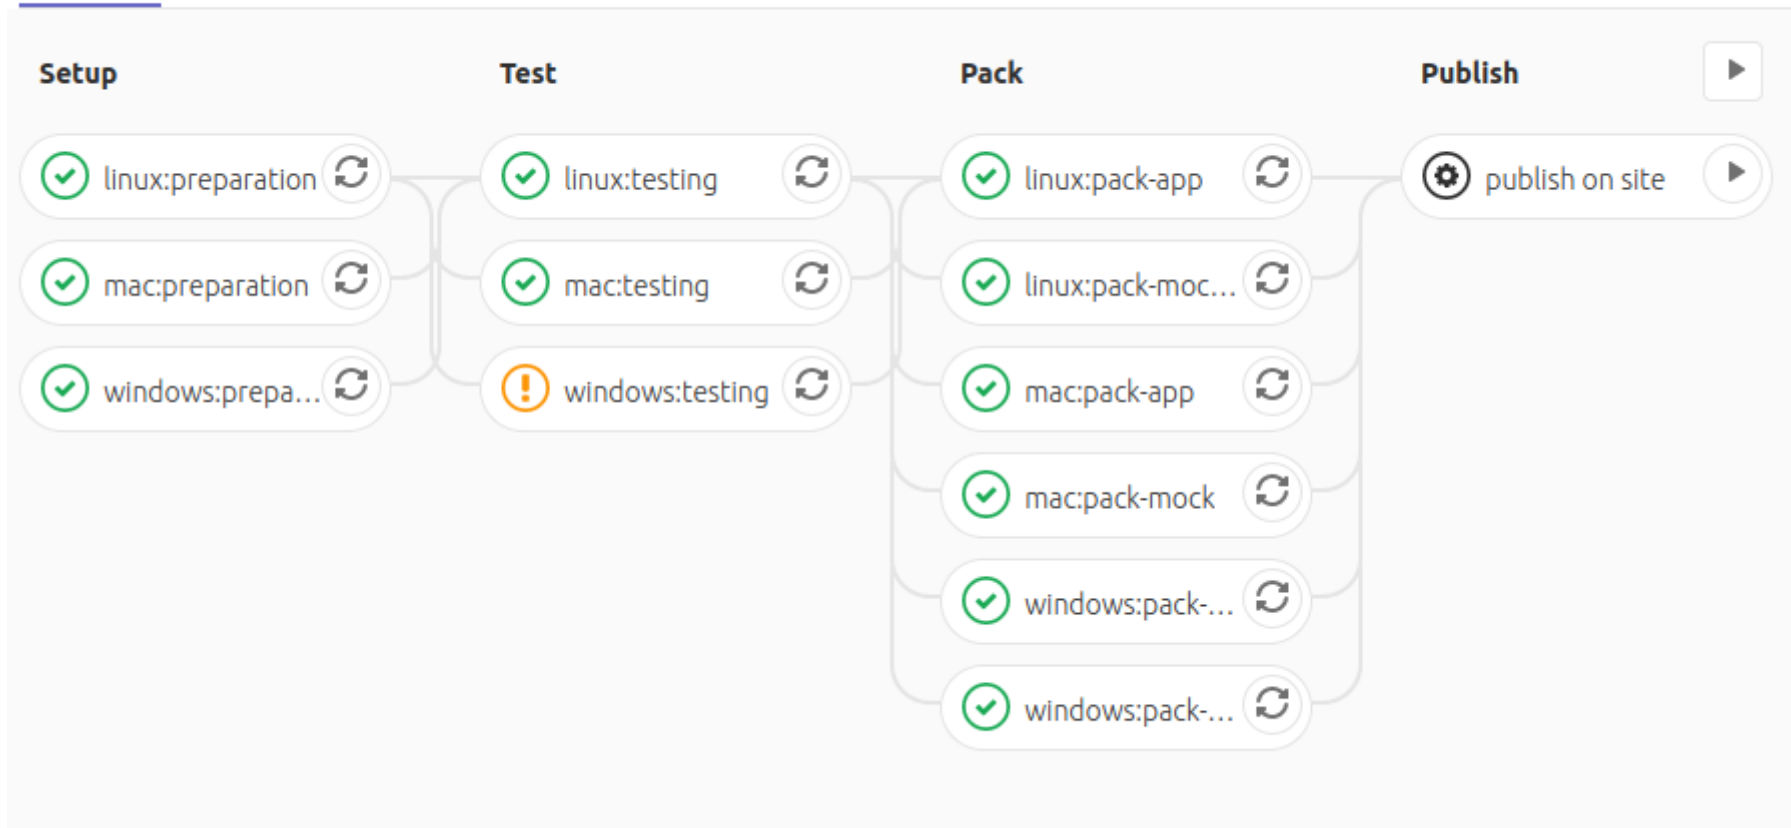 Setup
Test
Pack
Publish
linux:preparation
linux:testing
linux:pack-app
publish on site
mac:preparation
mac:testing
linux:pack-moc...
windows:prepa...
windows:testing
mac:pack-app
mac:pack-mock
windows:pack-...
windows:pack-...